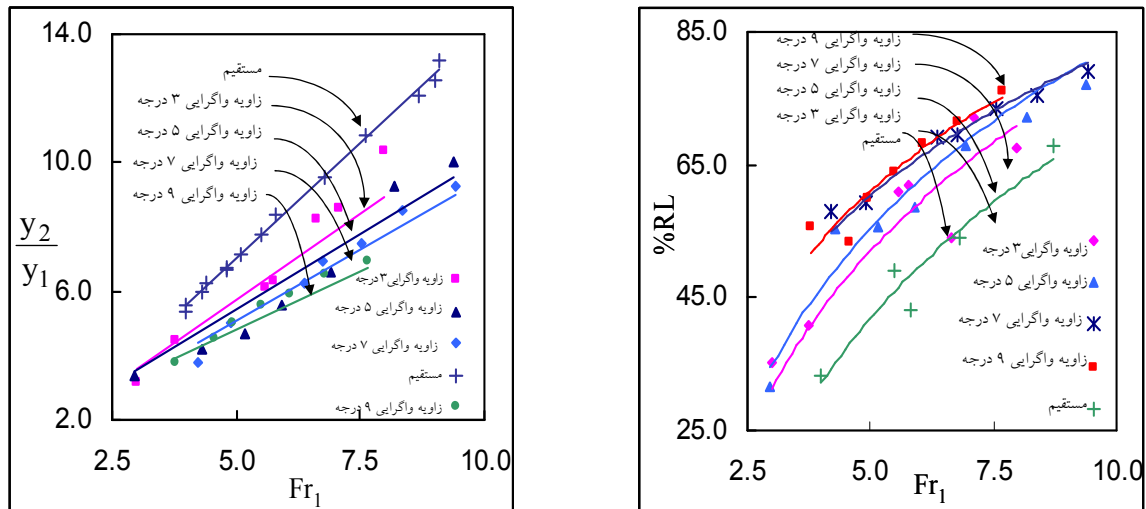 14.0
10.0
6.0
2.0
y2
y1
2.5 5.0 7.5 10.0
Fr1
مستقیم
زاویه واگرایی ۳ درجه
زاویه واگرایی ۵ درجه
زاویه واگرایی ۷ درجه
زاویه واگرایی ۹ درجه
زاویه واگرایی۳ درجه
زاویه واگرایی ۵ درجه
زاویه واگرایی ۷ درجه
مستقیم
زاویه واگرایی ۹ درجه
85.0
65.0
45.0
25.0
%RL
2.5 5.0 7.5 10.0
Fr1
زاویه واگرایی ۹ درجه
زاویه واگرایی ۷ درجه
زاویه واگرایی ۵ درجه
زاویه واگرایی ۳ درجه
مستقیم
زاویه واگرایی۳ درجه
زاویه واگرایی ۵ درجه
زاویه واگرایی ۷ درجه
زاویه واگرایی ۹ درجه
مستقیم